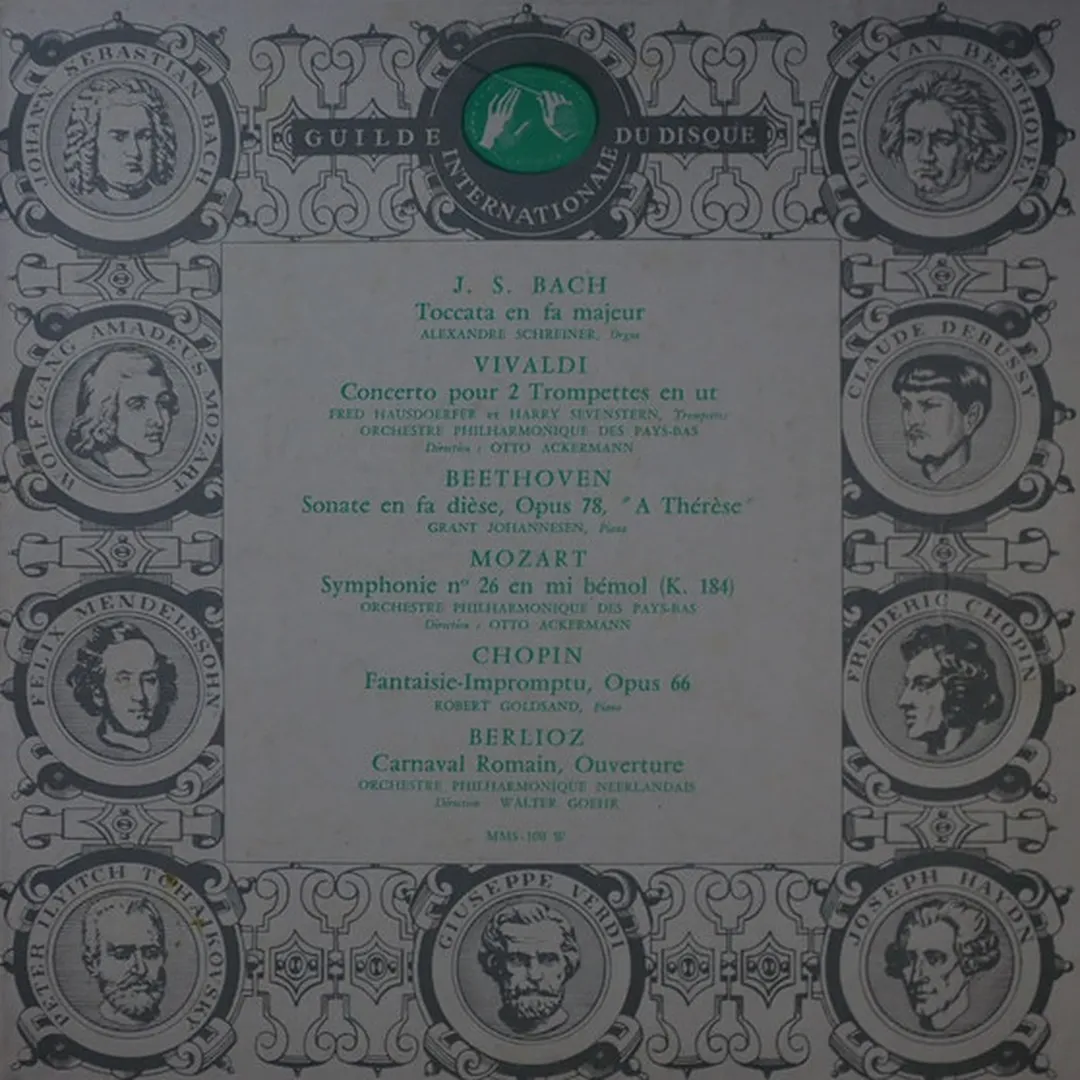 JOHANN SEBASTIAN BACH
GUILDE INTERNATIONALE DU DISQUE
LUDWIG VAN BEETHOVEN
WOLFGANG AMADEUS MOZART
CLAUDE DEBUSSY
FELIX MENDELSSOHN
FREDERIC CHOPIN
PETER ILYITCH TCHAIKOVSKY
GIUSEPPE VERDI
JOSEPH HAYDN
J. S. BACH
Toccata en fa majeur
ALEXANDRE SCHREINER, Orgue
VIVALDI
Concerto pour 2 Trompettes en ut
FRED HAUSDOERFER et HARRY SEVENSTERN, Trompettes
ORCHESTRE PHILHARMONIQUE DES PAYS-BAS
Direction : OTTO ACKERMANN
BEETHOVEN
Sonate en fa dièse, Opus 78, "A Thérèse"
GRANT JOHANNESEN, Piano
MOZART
Symphonie nº 26 en mi bémol (K. 184)
ORCHESTRE PHILHARMONIQUE DES PAYS-BAS
Direction : OTTO ACKERMANN
CHOPIN
Fantaisie-Impromptu, Opus 66
ROBERT GOLDSAND, Piano
BERLIOZ
Carnaval Romain, Ouverture
ORCHESTRE PHILHARMONIQUE NEERLANDAIS
Direction WALTER GOEHR